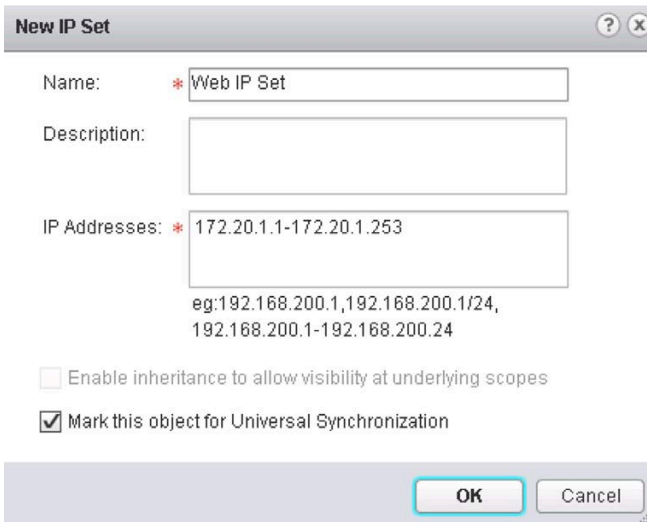 New IP Set
Name: * Web IP Set
Description:
IP Addresses: * 172.20.1.1-172.20.1.253
eg:192.168.200.1,192.168.200.1/24,
192.168.200.1-192.168.200.24
Enable inheritance to allow visibility at underlying scopes
Mark this object for Universal Synchronization
OK Cancel